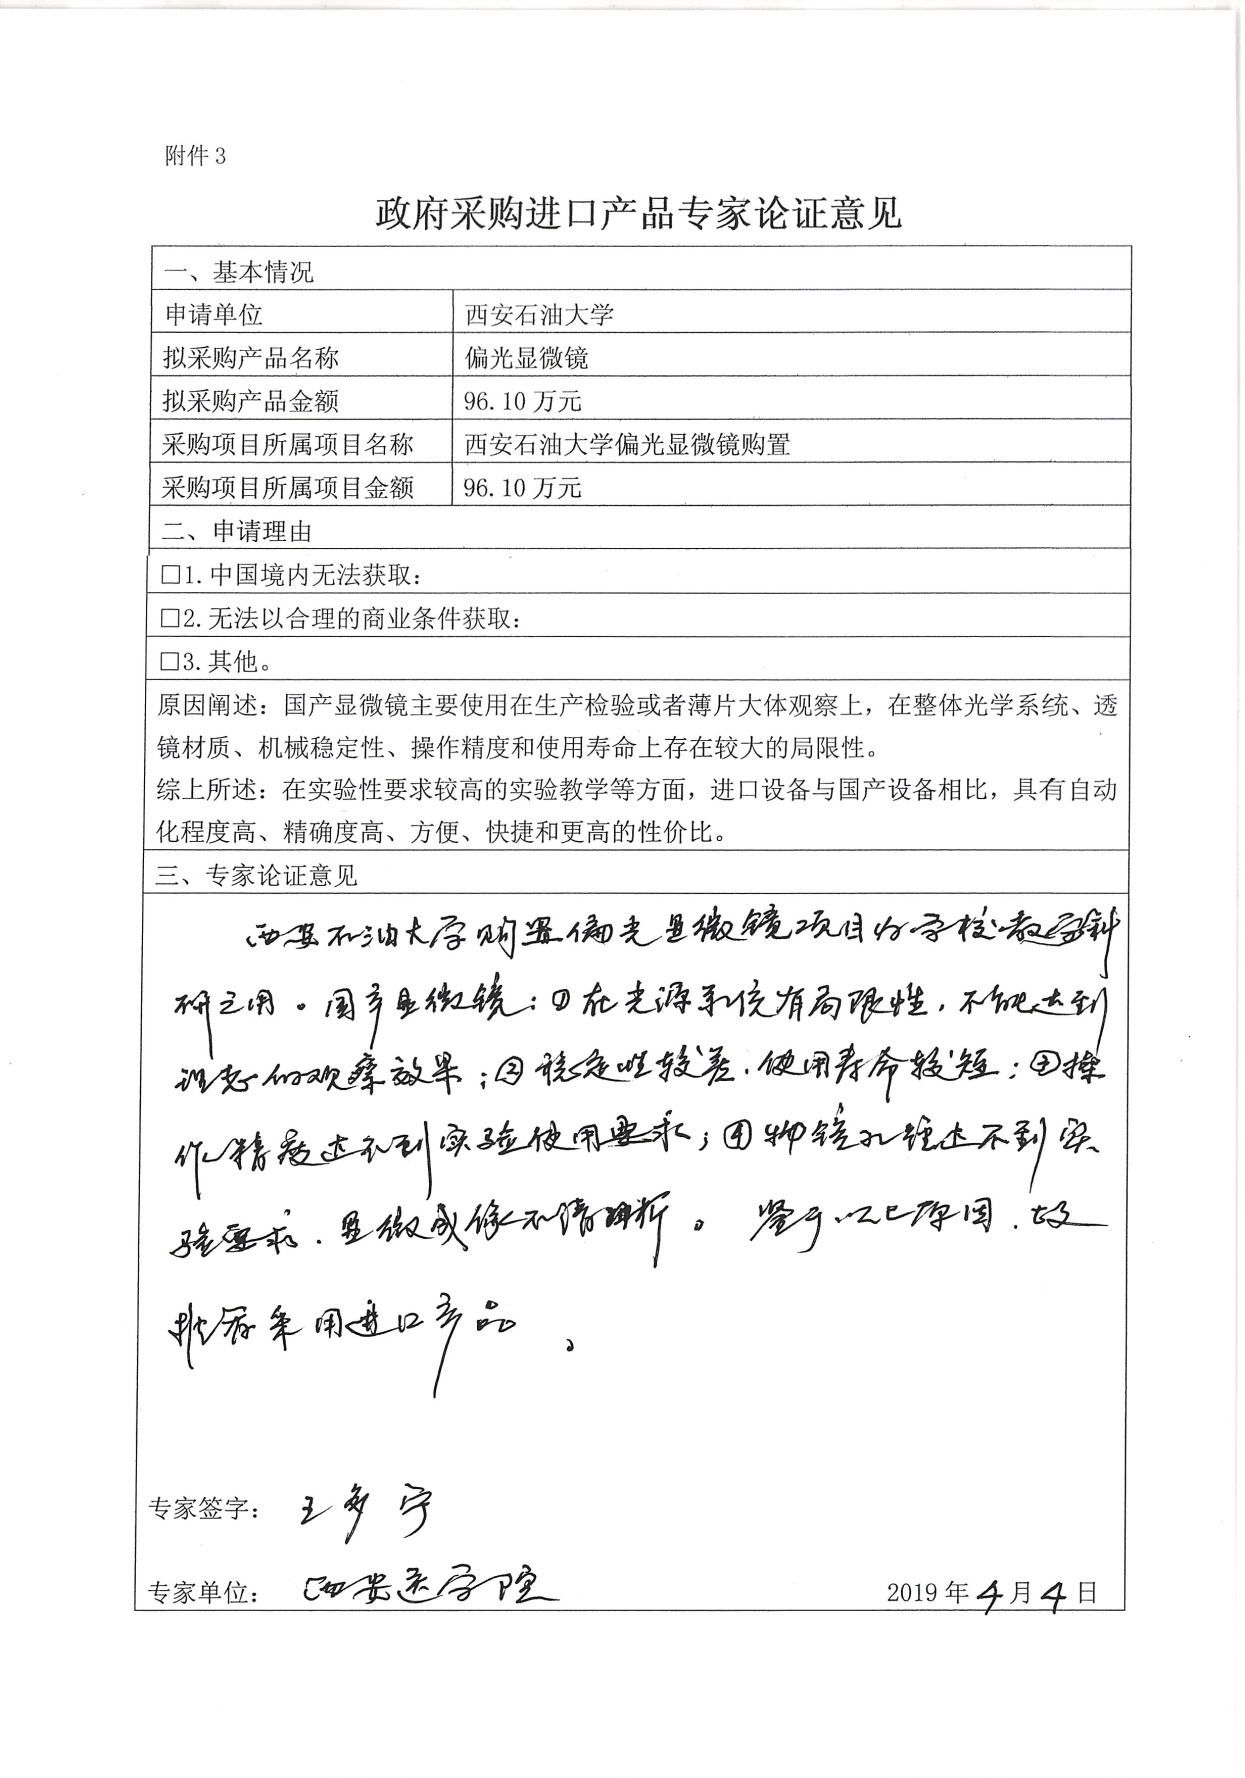 附件3
政府采购进口产品专家论证意见
一、基本情况
申请单位 西安石油大学
拟采购产品名称 偏光显微镜
拟采购产品金额 96.10万元
采购项目所属项目名称 西安石油大学偏光显微镜购置
采购项目所属项目金额 96.10万元
二、申请理由
□1.中国境内无法获取：
□2.无法以合理的商业条件获取：
□3.其他。
原因阐述：国产显微镜主要使用在生产检验或者薄片大体观察上，在整体光学系统、透
镜材质、机械稳定性、操作精度和使用寿命上存在较大的局限性。
综上所述：在实验性要求较高的实验教学等方面，进口设备与国产设备相比，具有自动
化程度高、精确度高、方便、快捷和更高的性价比。
三、专家论证意见
西安石油大学购置偏光显微镜项目为学校教学科
研之用。国产显微镜：①在光源系统有局限性，不能达到
理想的观察效果；②稳定性较差，使用寿命较短；③操
作精度达不到实验使用要求；④物镜孔径达不到实
验要求，显微成像不清晰。鉴于以上原因，故
推荐采用进口产品。
专家签字：王多宁
专家单位：西安医学院 2019年4月4日